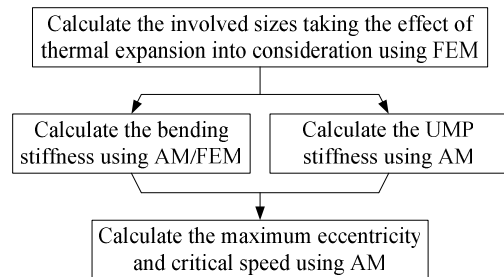 Calculate the involved sizes taking the effect of
thermal expansion into consideration using FEM
Calculate the bending
stiffness using AM/FEM
Calculate the UMP
stiffness using AM
Calculate the maximum eccentricity
and critical speed using AM